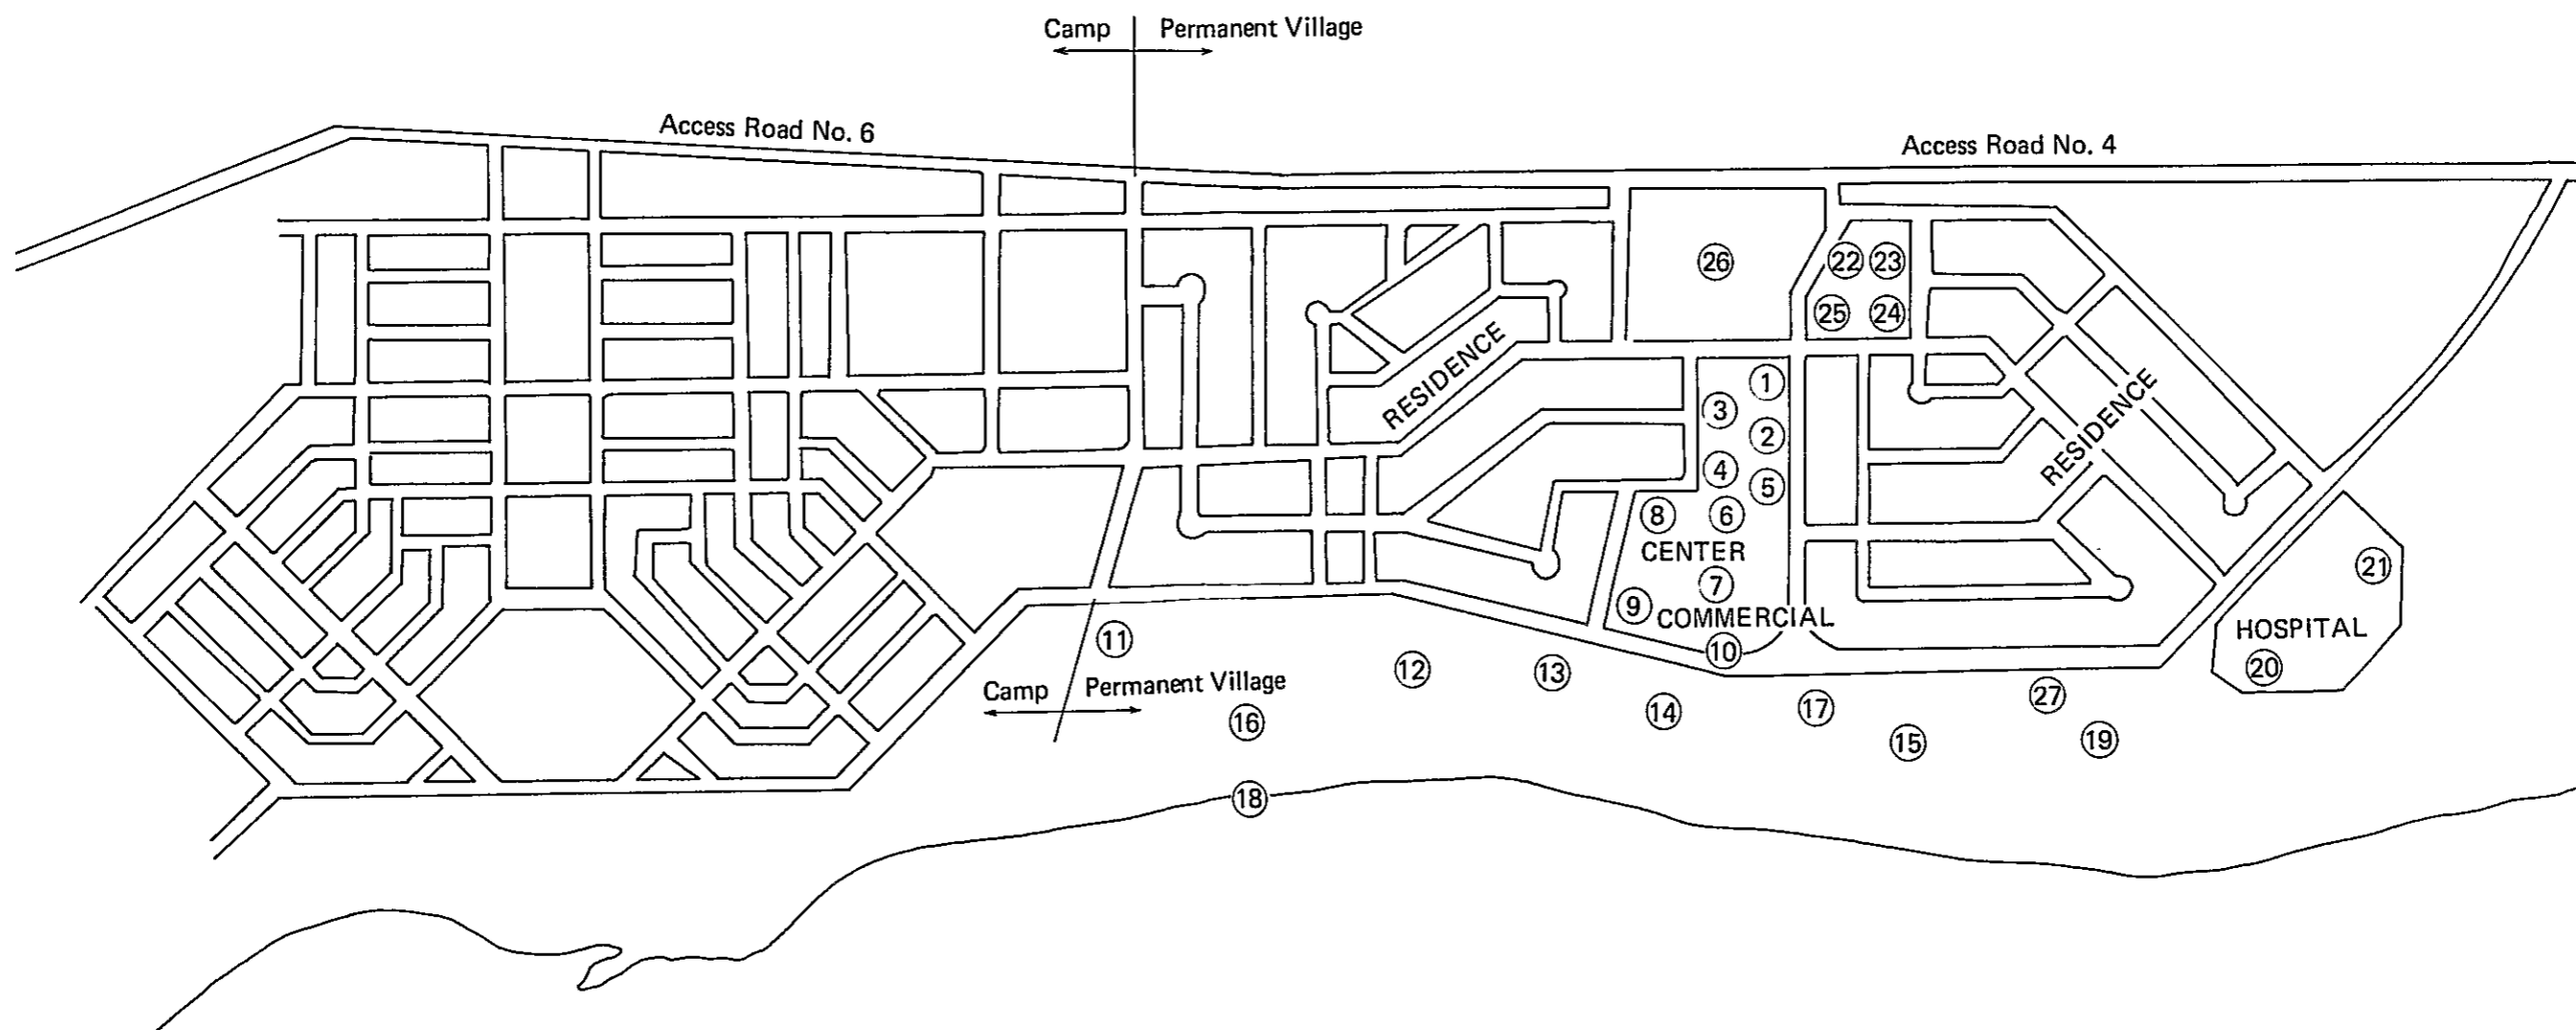 Camp Permanent Village
Access Road No. 6
Access Road No. 4
26
22 23
25 24
RESIDENCE
1
3
2
RESIDENCE
4
5
8 6
CENTER
7
21
9
COMMERCIAL
HOSPITAL
11
10
12
13
20
Camp Permanent Village
27
16
14
17
15
19
18